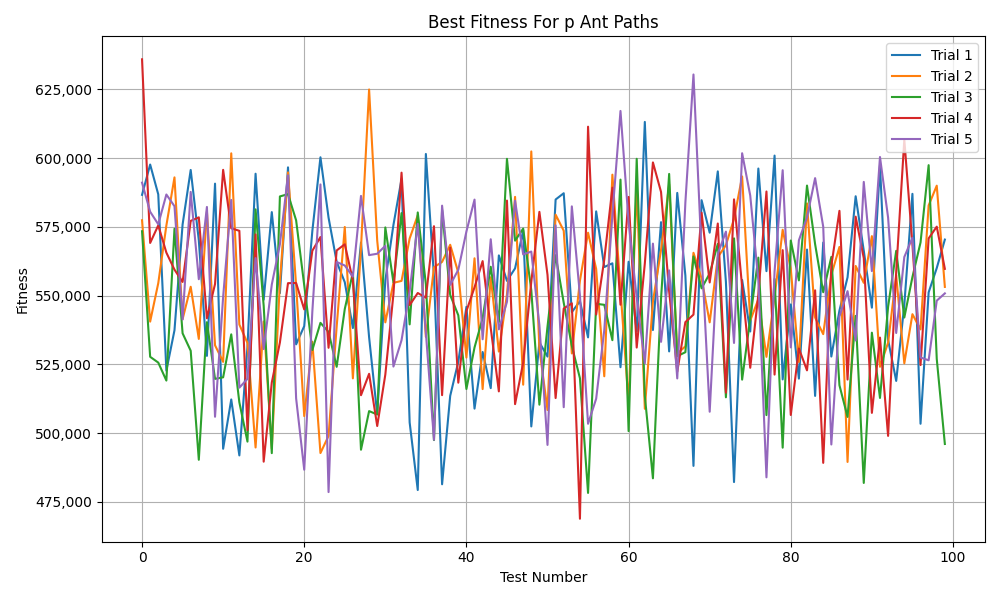 Best Fitness For p Ant Paths
Fitness
625,000
600,000
575,000
550,000
525,000
500,000
475,000
Trial 1
Trial 2
Trial 3
Trial 4
Trial 5
0 20 40 60 80 100
Test Number